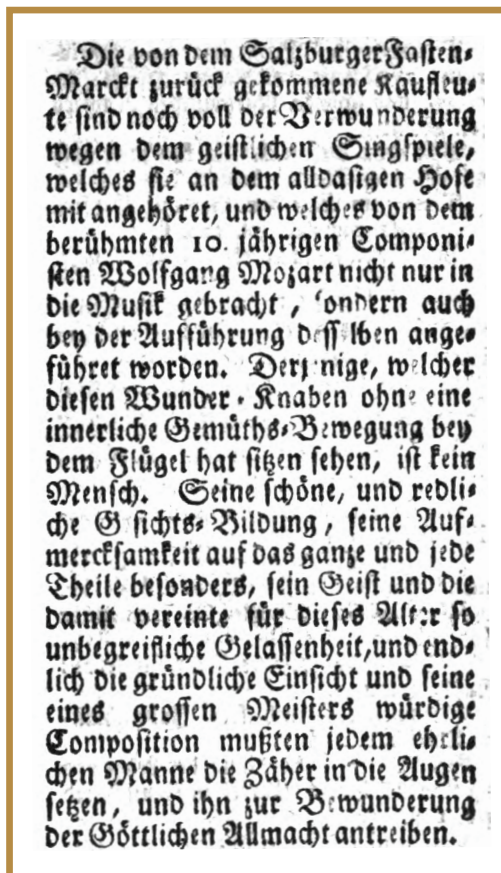 Die von dem Salzburger Fasten-
Marckt zurück gekommene Kaufleu-
te sind noch voll der Verwunderung
wegen dem geistlichen Singspiele,
welches sie an dem alldasigen Hofe
mit angehöret, und welches von dem
berühmten 10. jährigen Componi-
sten Wolfgang Mozart nicht nur in
die Musik gebracht, sondern auch
bey der Aufführung desselben ange-
führet worden. Derjenige, welcher
diesen Wunder-Knaben ohne eine
innerliche Gemüths-Bewegung bey
dem Flügel hat sitzen sehen, ist kein
Mensch. Seine schöne, und redli-
che Gesichts-Bildung, seine Auf-
mercksamkeit auf das ganze und jede
Theile besonders, sein Geist und die
damit vereinte für dieses Alter so
unbegreifliche Gelassenheit, und end-
lich die gründliche Einsicht und seine
eines grossen Meisters würdige
Composition mußten jedem ehrli-
chen Manne die Zäher in die Augen
setzen, und ihn zur Bewunderung
der Göttlichen Allmacht antreiben.